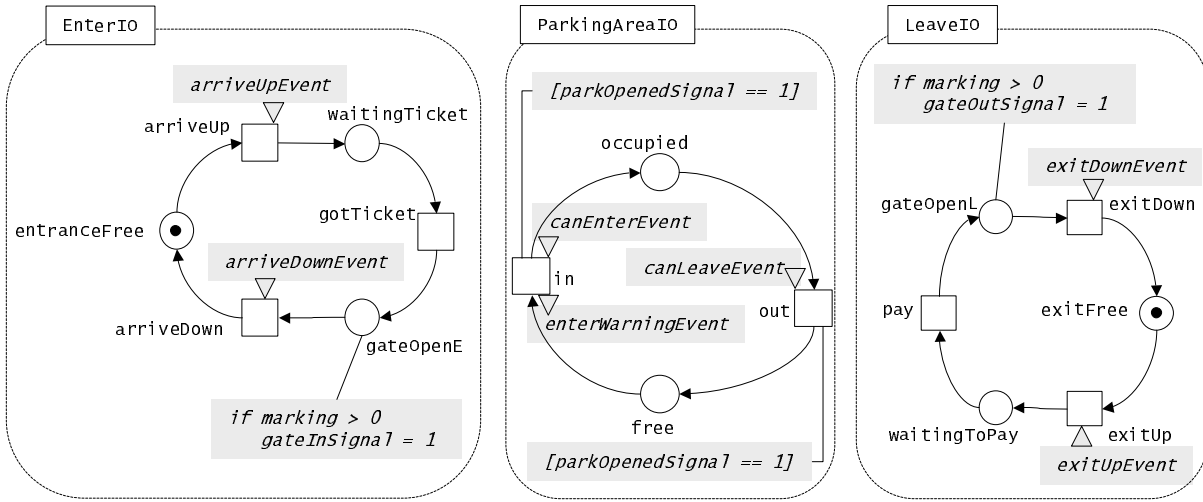 EnterIO
arriveUpEvent
arriveUp
waitingTicket
gotTicket
entranceFree
arriveDownEvent
arriveDown
gateOpenE
if marking > 0
gateInSignal = 1
ParkingAreaIO
[parkOpenedSignal == 1]
occupied
canEnterEvent
in
canLeaveEvent
out
enterWarningEvent
free
[parkOpenedSignal == 1]
LeaveIO
if marking > 0
gateOutSignal = 1
exitDownEvent
gateOpenL
exitDown
pay
exitFree
waitingToPay
exitUp
exitUpEvent